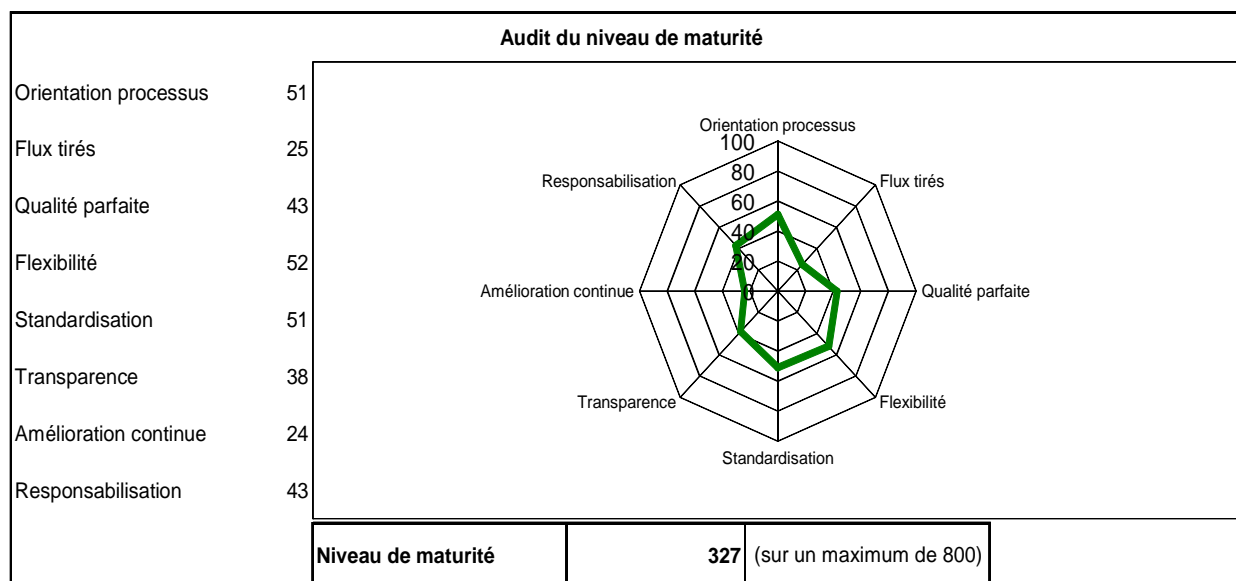 Audit du niveau de maturité
Orientation processus 51
Flux tirés 25
Qualité parfaite 43
Flexibilité 52
Standardisation 51
Transparence 38
Amélioration continue 24
Responsabilisation 43
Orientation processus
100
80
60
40
20
0
Flux tirés
Qualité parfaite
Flexibilité
Standardisation
Transparence
Amélioration continue
Responsabilisation
Niveau de maturité 327 (sur un maximum de 800)